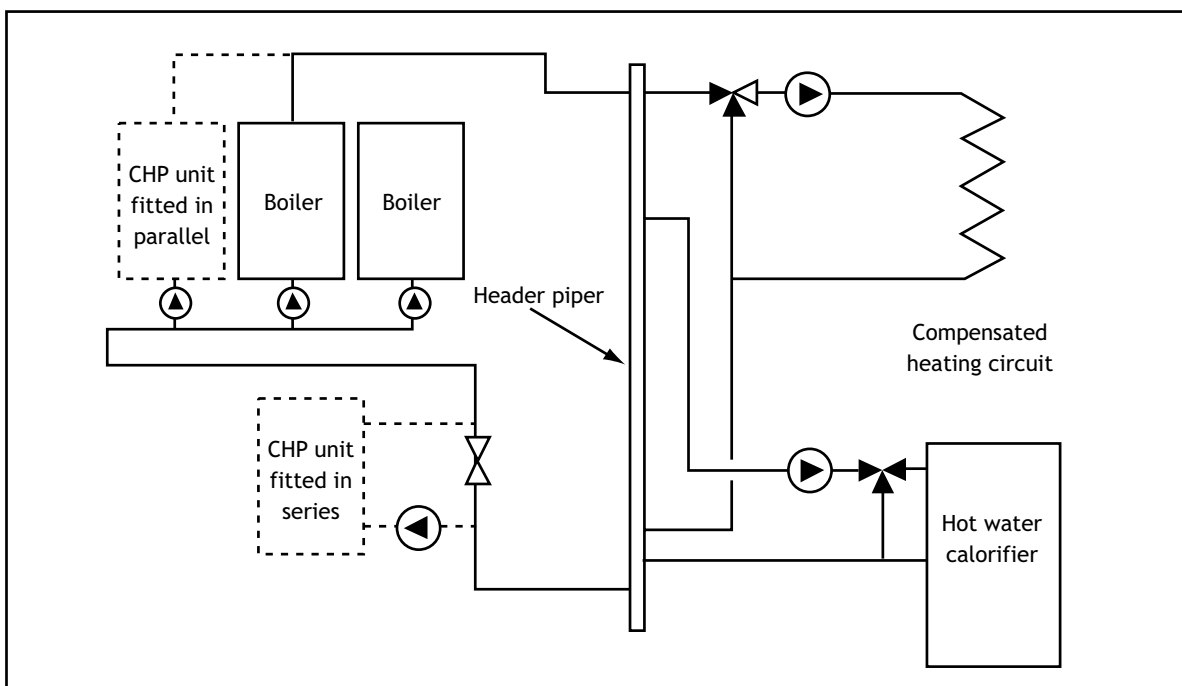 CHP unit
fitted in
parallel
Boiler
Boiler
Header piper
Compensated
heating circuit
CHP unit
fitted in
series
Hot water
calorifier